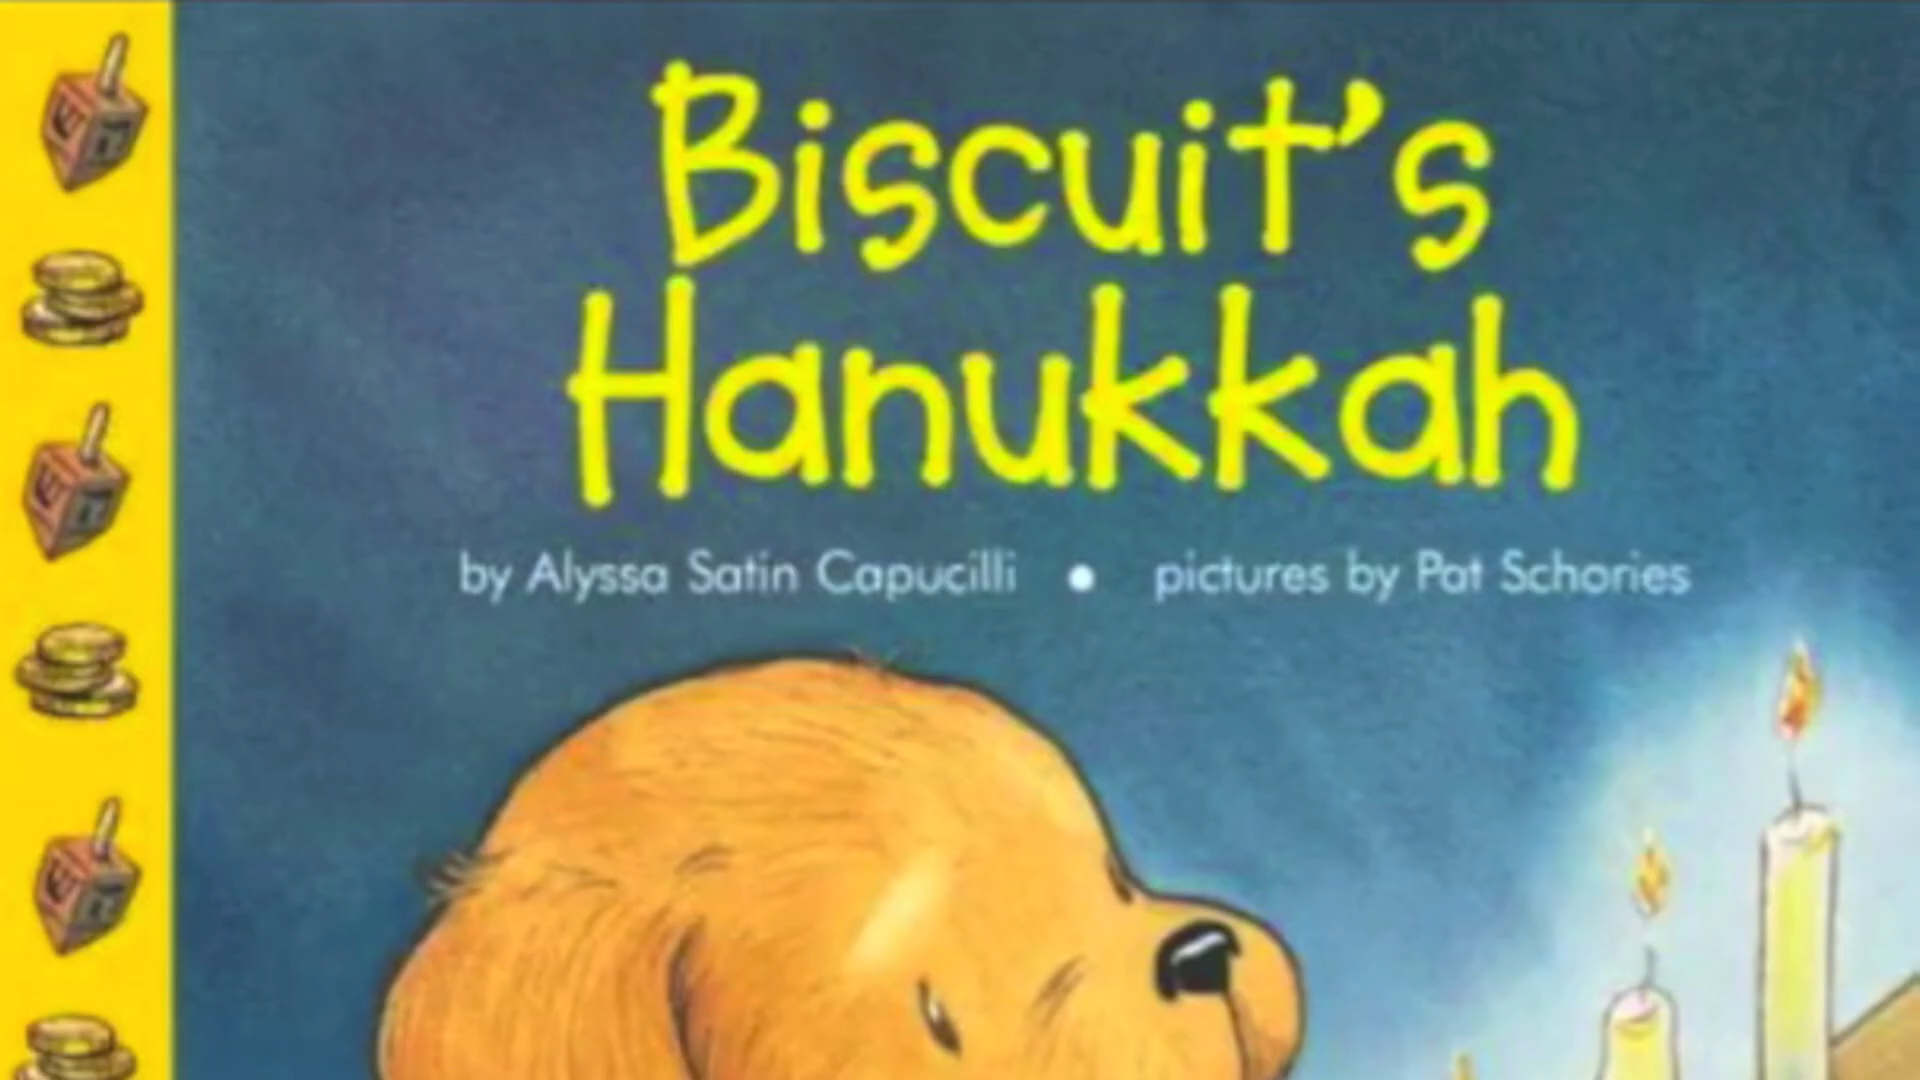 Biscuit's
Hanukkah
by Alyssa Satin Capucilli • pictures by Pat Schories